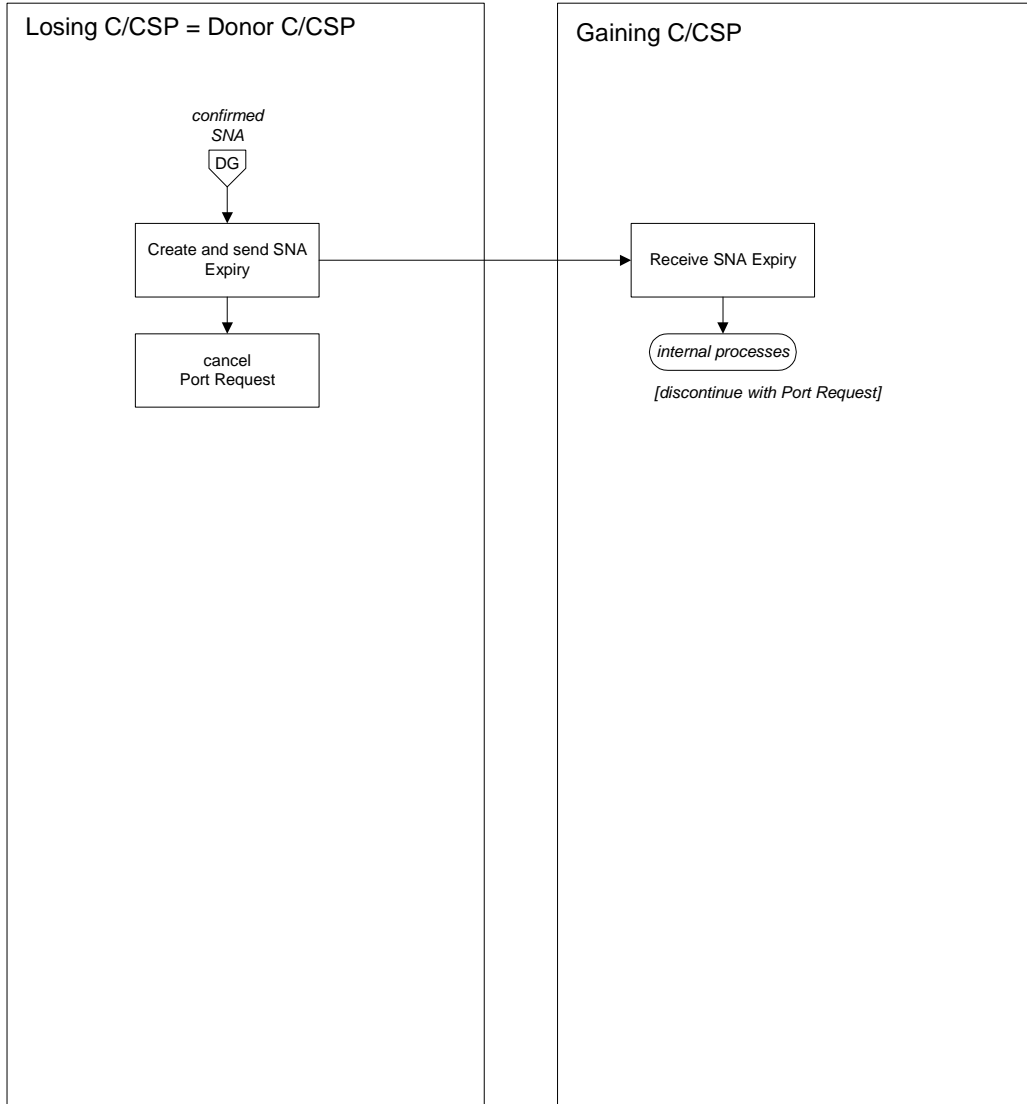 Losing C/CSP = Donor C/CSP
Gaining C/CSP
confirmed
SNA
DG
Create and send SNA
Expiry
Receive SNA Expiry
cancel
Port Request
internal processes
[discontinue with Port Request]